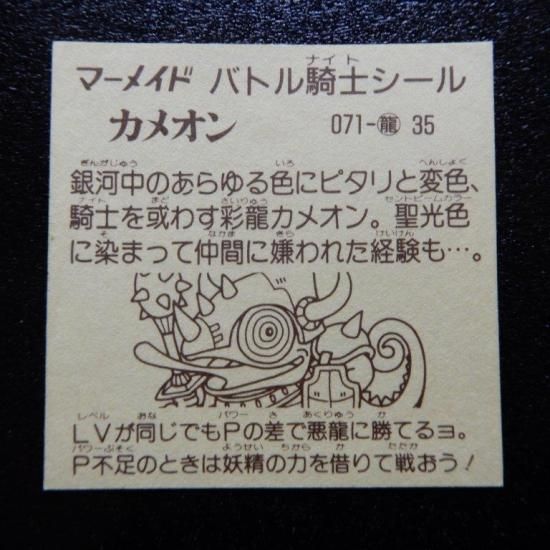 マーメイド バトル騎士シール
カメオン 071-龍 35
銀河中のあらゆる色にピタリと変色、
騎士を惑わす彩龍カメオン。聖光色
に染まって仲間に嫌われた経験も…。
LVが同じでもPの差で悪龍に勝てるヨ。
P不足のときは妖精の力を借りて戦おう!